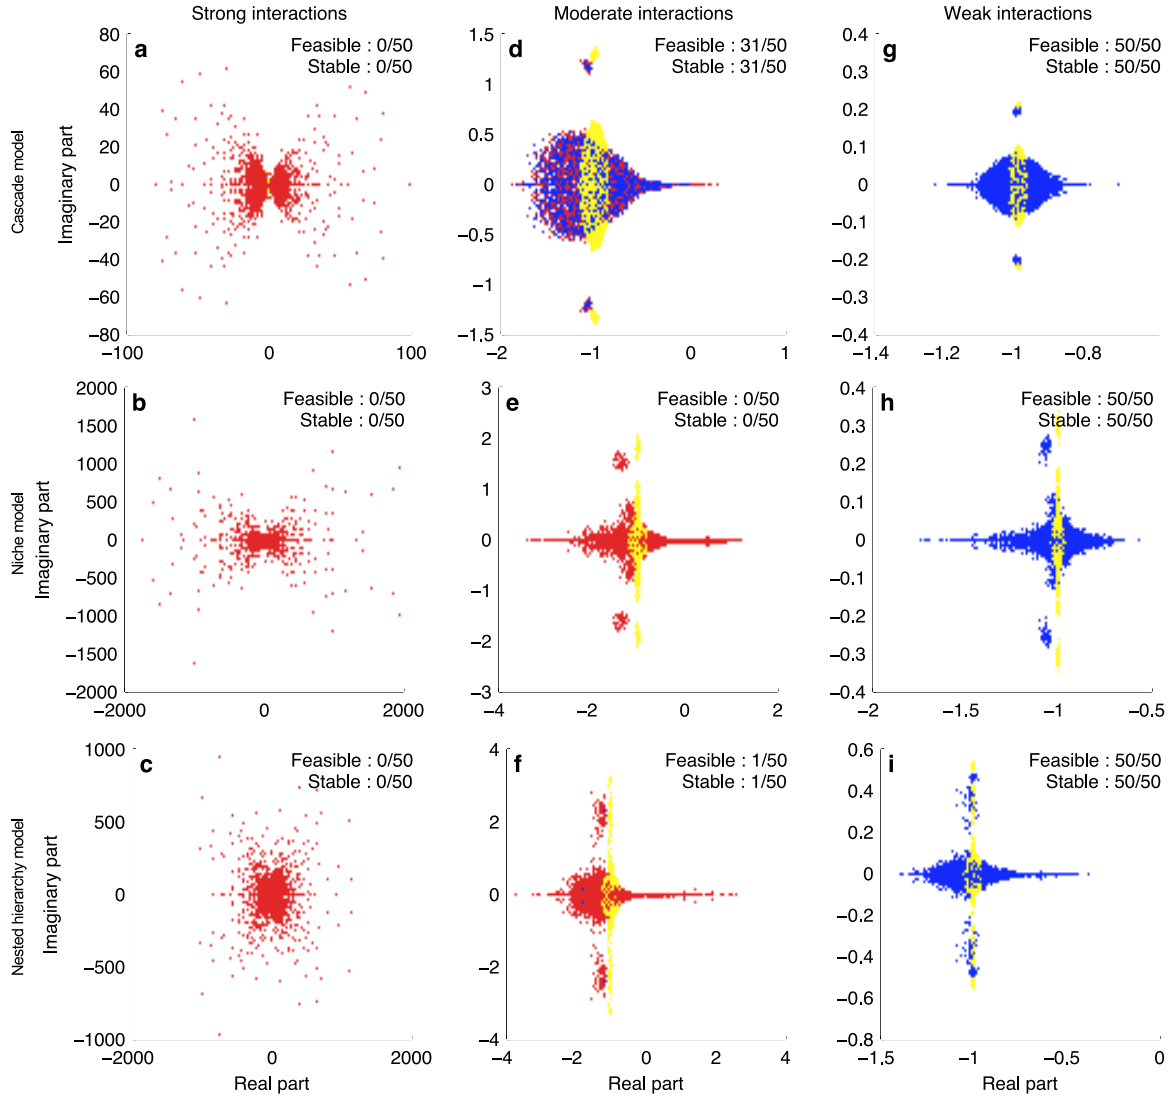 Strong interactions
Moderate interactions
Weak interactions
Cascade model
Imaginary part
a
Feasible : 0/50
Stable : 0/50
80
60
40
20
0
−20
−40
−60
−80
−100
0
100
d
Feasible : 31/50
Stable : 31/50
1.5
1
0.5
0
−0.5
1
−1.5
−2
−1
0
1
g
Feasible : 50/50
Stable : 50/50
0.4
0.3
0.2
0.1
0
−0.1
−0.2
−0.3
−0.4
−1.4
−1.2
−1
−0.8
Niche model
Imaginary part
b
Feasible : 0/50
Stable : 0/50
2000
1500
1000
500
0
−500
−1000
−1500
−2000
−2000
0
2000
e
Feasible : 0/50
Stable : 0/50
3
2
1
0
−1
−2
−3
−4
−2
0
2
h
Feasible : 50/50
Stable : 50/50
0.4
0.3
0.2
0.1
0
−0.1
−0.2
−0.3
−0.4
−2
−1.5
−1
−0.5
Nested hierarchy model
Imaginary part
c
Feasible : 0/50
Stable : 0/50
1000
500
0
−500
−1000
−2000
0
2000
Real part
f
Feasible : 1/50
Stable : 1/50
4
2
0
−2
−4
−4
−2
0
2
4
Real part
i
Feasible : 50/50
Stable : 50/50
0.6
0.4
0.2
0
−0.2
−0.4
−0.6
−0.8
−1.5
−1
−0.5
0
Real part